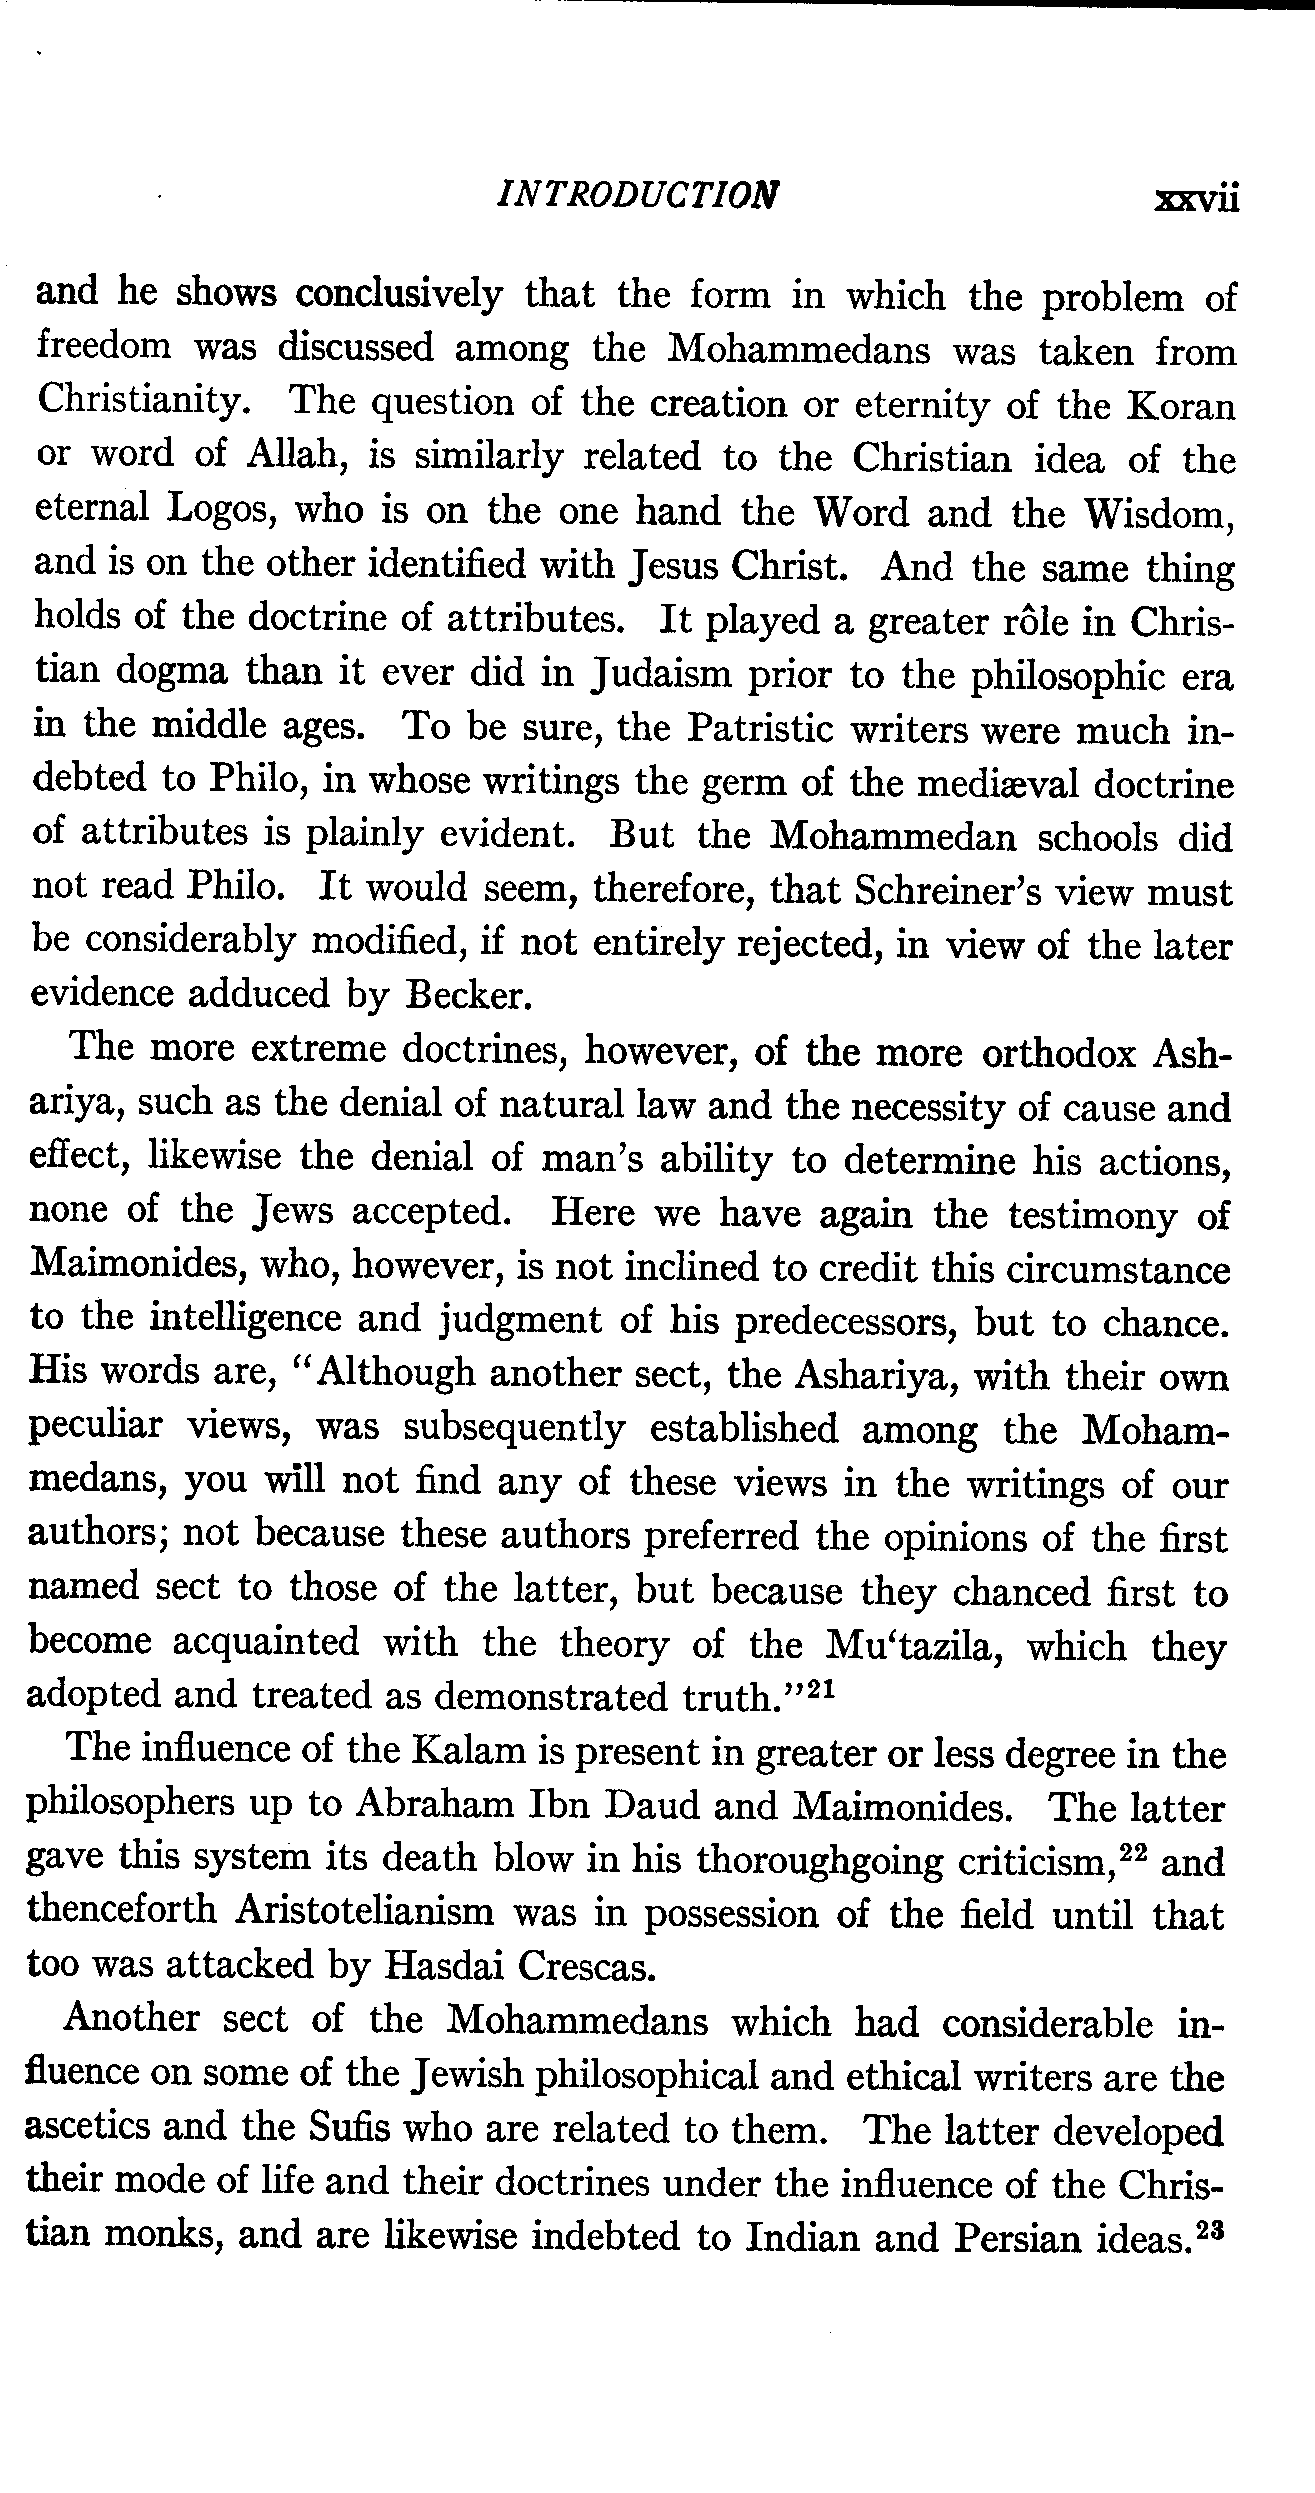 INTRODUCTION xxvii
and he shows conclusively that the form in which the problem of
freedom was discussed among the Mohammedans was taken from
Christianity. The question of the creation or eternity of the Koran
or word of Allah, is similarly related to the Christian idea of the
eternal Logos, who is on the one hand the Word and the Wisdom,
and is on the other identified with Jesus Christ. And the same thing
holds of the doctrine of attributes. It played a greater rôle in Chris-
tian dogma than it ever did in Judaism prior to the philosophic era
in the middle ages. To be sure, the Patristic writers were much in-
debted to Philo, in whose writings the germ of the mediæval doctrine
of attributes is plainly evident. But the Mohammedan schools did
not read Philo. It would seem, therefore, that Schreiner's view must
be considerably modified, if not entirely rejected, in view of the later
evidence adduced by Becker.
The more extreme doctrines, however, of the more orthodox Ash-
ariya, such as the denial of natural law and the necessity of cause and
effect, likewise the denial of man's ability to determine his actions,
none of the Jews accepted. Here we have again the testimony of
Maimonides, who, however, is not inclined to credit this circumstance
to the intelligence and judgment of his predecessors, but to chance.
His words are, "Although another sect, the Ashariya, with their own
peculiar views, was subsequently established among the Moham-
medans, you will not find any of these views in the writings of our
authors; not because these authors preferred the opinions of the first
named sect to those of the latter, but because they chanced first to
become acquainted with the theory of the Mu‘tazila, which they
adopted and treated as demonstrated truth."²¹
The influence of the Kalam is present in greater or less degree in the
philosophers up to Abraham Ibn Daud and Maimonides. The latter
gave this system its death blow in his thoroughgoing criticism,²² and
thenceforth Aristotelianism was in possession of the field until that
too was attacked by Hasdai Crescas.
Another sect of the Mohammedans which had considerable in-
fluence on some of the Jewish philosophical and ethical writers are the
ascetics and the Sufis who are related to them. The latter developed
their mode of life and their doctrines under the influence of the Chris-
tian monks, and are likewise indebted to Indian and Persian ideas.²³